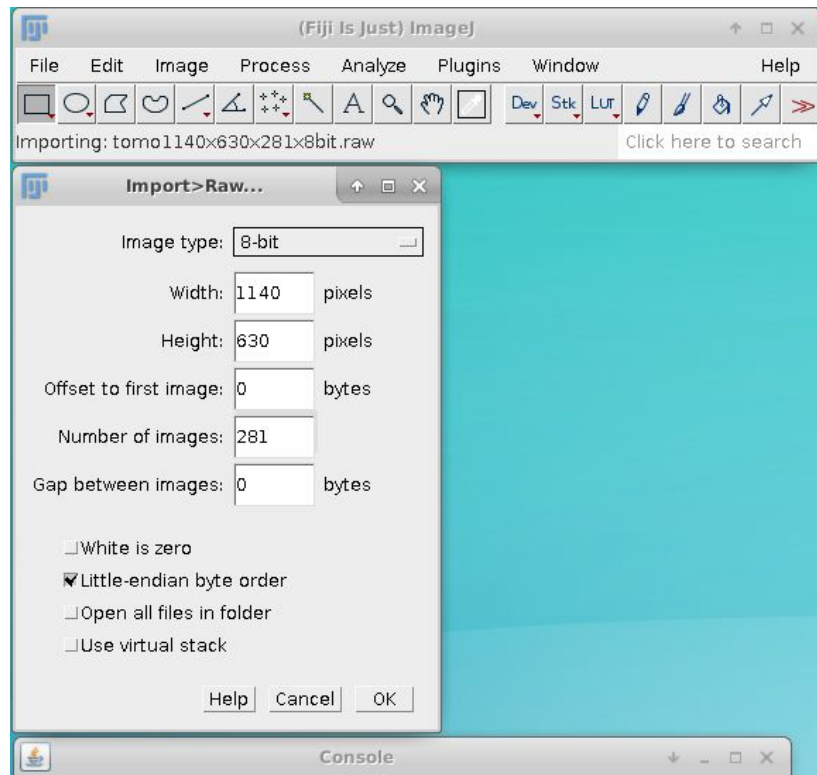 (Fiji Is Just) ImageJ
File Edit Image Process Analyze Plugins Window Help
A Dev Stk LUT >>
Importing: tomo1140x630x281x8bit.raw Click here to search
Import>Raw...
Image type: 8-bit
Width: 1140 pixels
Height: 630 pixels
Offset to first image: 0 bytes
Number of images: 281
Gap between images: 0 bytes
White is zero
Little-endian byte order
Open all files in folder
Use virtual stack
Help Cancel OK
Console